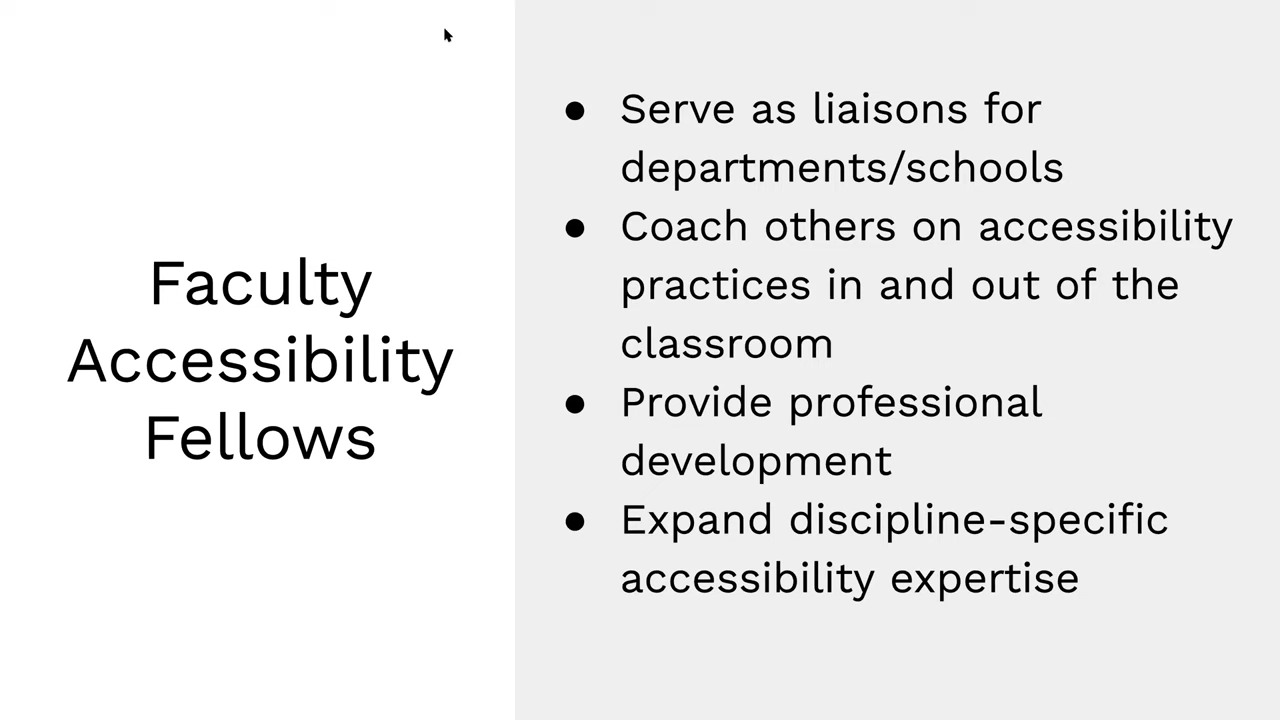 Faculty
Accessibility
Fellows
● Serve as liaisons for
departments/schools
● Coach others on accessibility
practices in and out of the
classroom
● Provide professional
development
● Expand discipline-specific
accessibility expertise